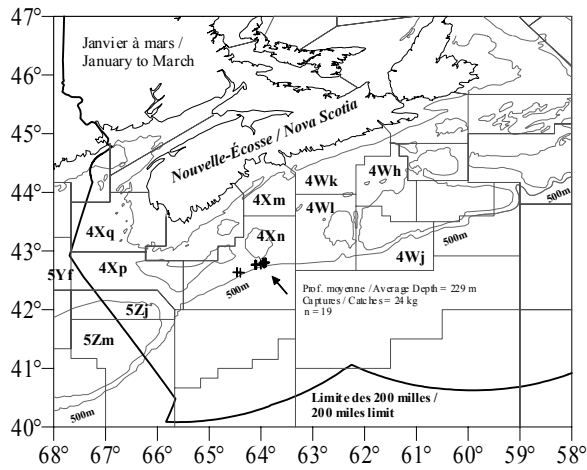 47°
46°
45°
44°
43°
42°
41°
40°
Janvier à mars /
January to March
Nouvelle-Écosse / Nova Scotia
4Xm
4Wk
4Wh
4Wl
4Xq
4Xn
4Xp
4Wj
5Yf
5Zj
5Zm
500m
500m
500m
Prof. moyenne / Average Depth = 229 m
Captures / Catches = 24 kg
n = 19
Limite des 200 milles /
200 miles limit
68° 67° 66° 65° 64° 63° 62° 61° 60° 59° 58°